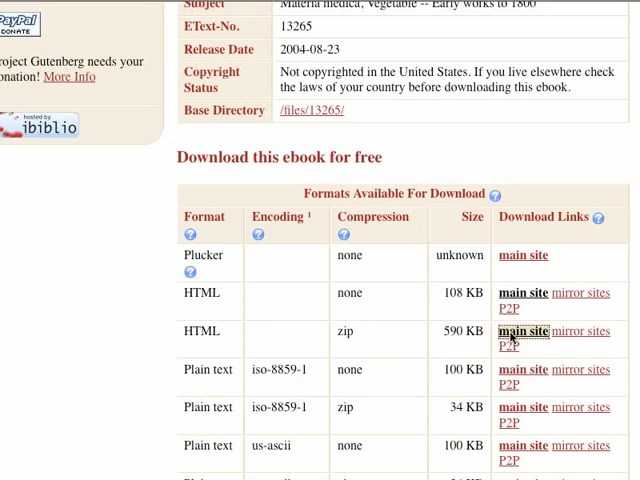 Subject Materia medica, Vegetable -- Early works to 1800
PayPal
DONATE
EText-No. 13265
Release Date 2004-08-23
roject Gutenberg needs your
onation! More Info
Copyright Status Not copyrighted in the United States. If you live elsewhere check
the laws of your country before downloading this ebook.
hosted by
ibiblio
Base Directory /files/13265/
Download this ebook for free
Formats Available For Download ?
Format ? Encoding ¹ ? Compression ? Size Download Links ?
Plucker ? none unknown main site
HTML none 108 KB main site mirror sites
P2P
HTML zip 590 KB main site mirror sites
P2P
Plain text iso-8859-1 none 100 KB main site mirror sites
P2P
Plain text iso-8859-1 zip 34 KB main site mirror sites
P2P
Plain text us-ascii none 100 KB main site mirror sites
P2P